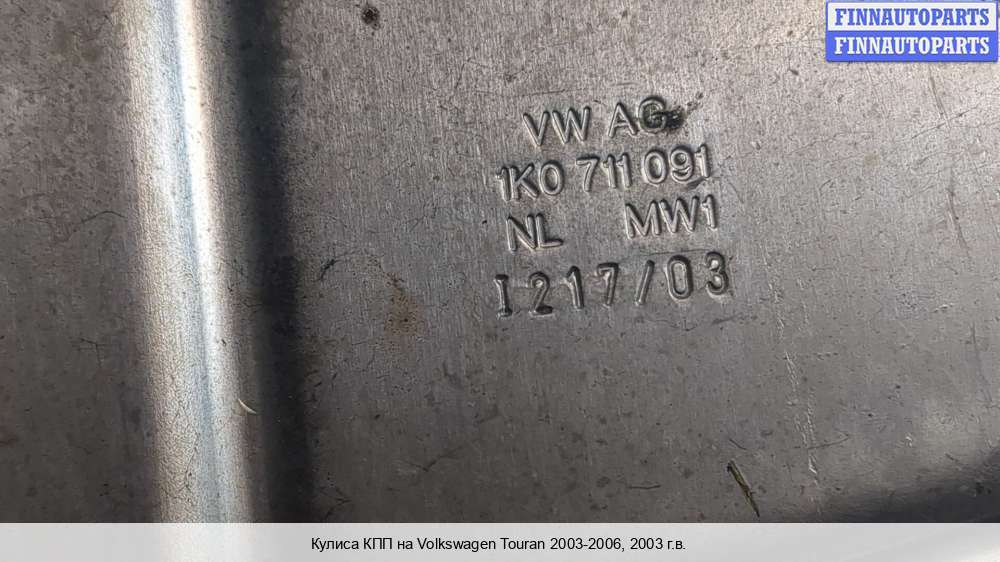 FINNAUTOPARTS
FINNAUTOPARTS
VW AG
1K0 711 091
NL MW1
I217/03
Кулиса КПП на Volkswagen Touran 2003-2006, 2003 г.в.